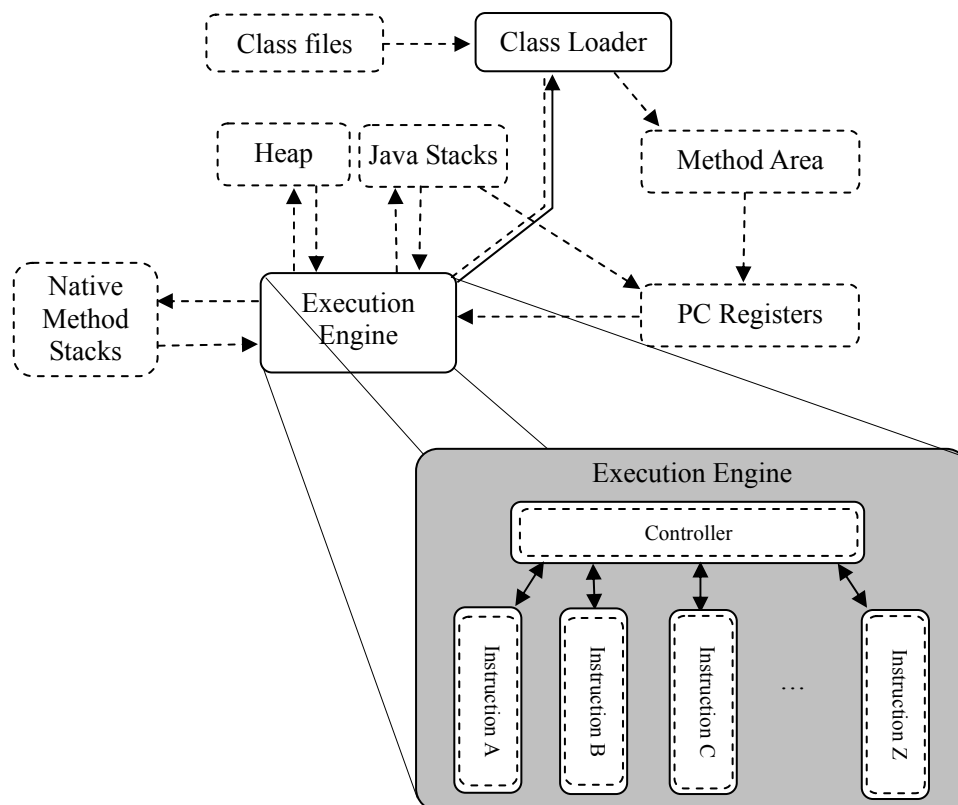 Class files
Class Loader
Heap
Java Stacks
Method Area
Native
Method
Stacks
Execution
Engine
PC Registers
Execution Engine
Controller
Instruction A
Instruction B
Instruction C
...
Instruction Z